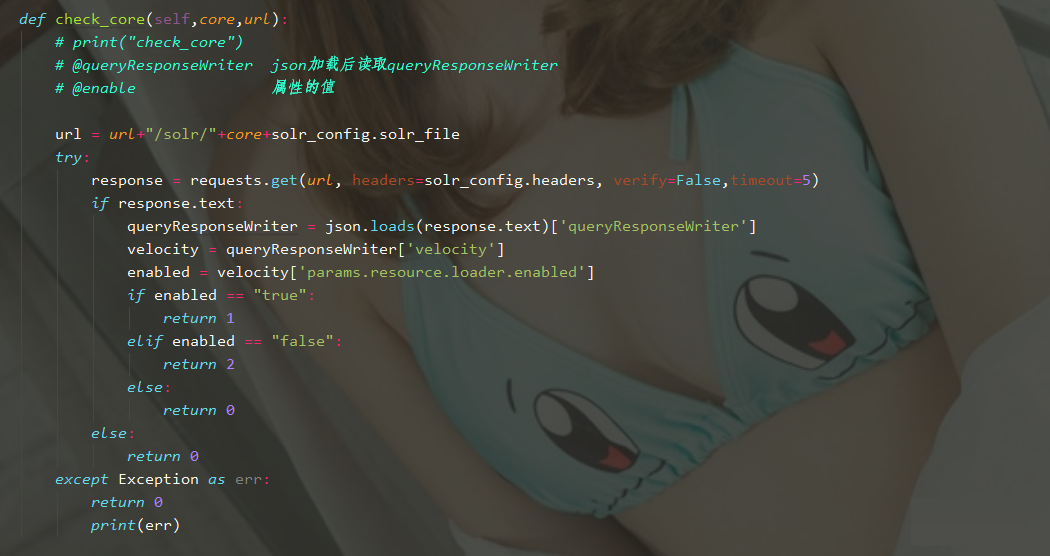 def check_core(self,core,url):
    # print("check_core")
    # @queryResponseWriter  json加载后读取queryResponseWriter
    # @enable               属性的值
    url = url+"/solr/"+core+solr_config.solr_file
    try:
        response = requests.get(url, headers=solr_config.headers, verify=False,timeout=5)
        if response.text:
            queryResponseWriter = json.loads(response.text)['queryResponseWriter']
            velocity = queryResponseWriter['velocity']
            enabled = velocity['params.resource.loader.enabled']
            if enabled == "true":
                return 1
            elif enabled == "false":
                return 2
            else:
                return 0
        else:
            return 0
    except Exception as err:
        return 0
        print(err)